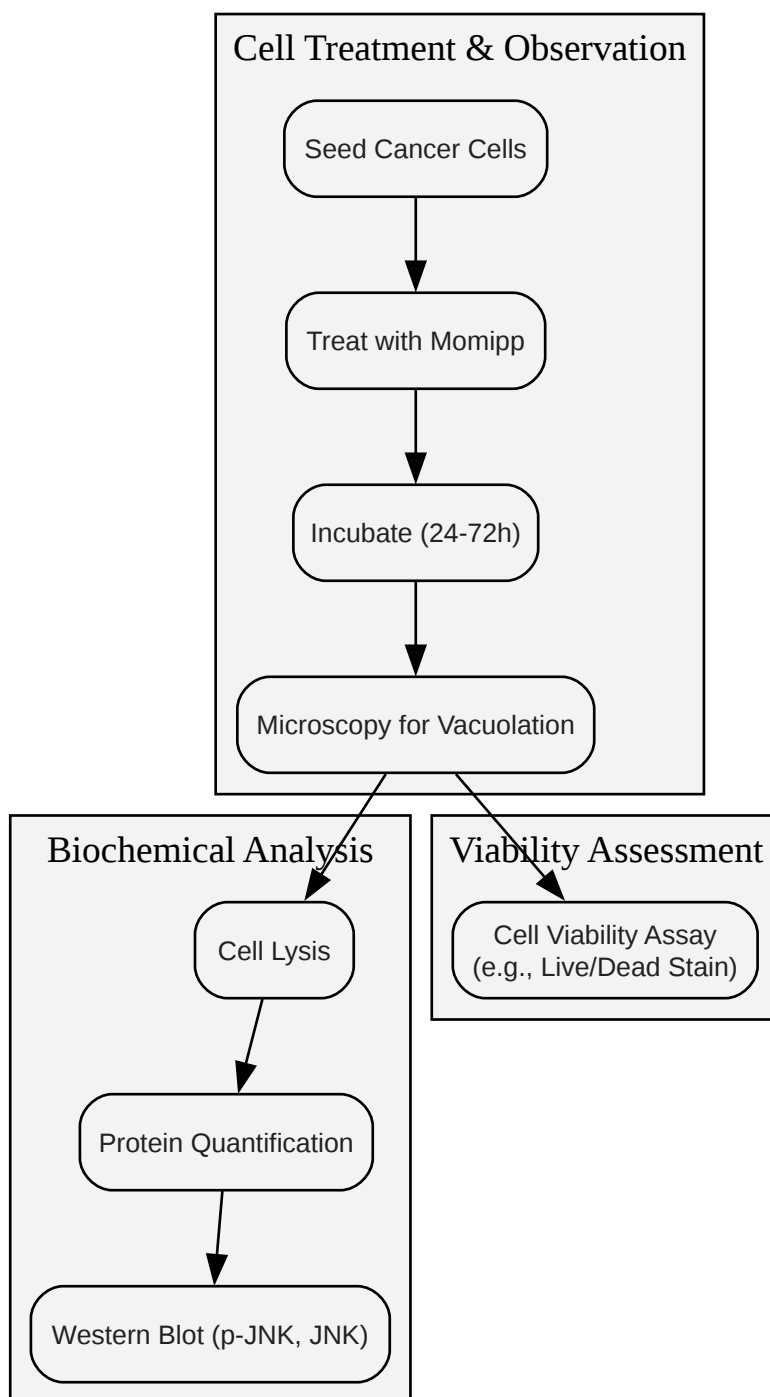 Cell Treatment & Observation
Seed Cancer Cells
Treat with Momipp
Incubate (24-72h)
Microscopy for Vacuolation
Biochemical Analysis
Cell Lysis
Protein Quantification
Western Blot (p-JNK, JNK)
Viability Assessment
Cell Viability Assay
(e.g., Live/Dead Stain)